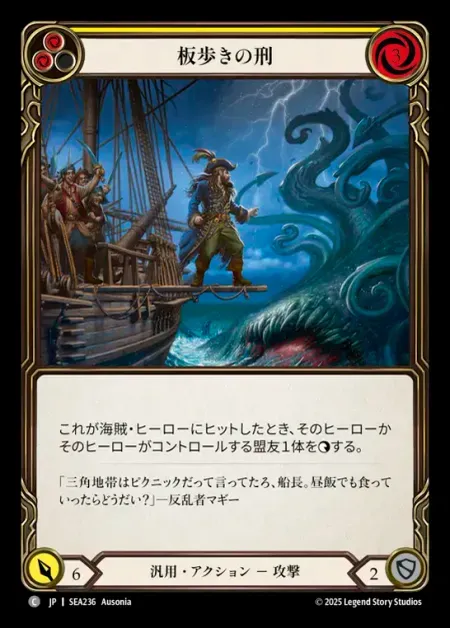 板歩きの刑
3
これが海賊・ヒーローにヒットしたとき、そのヒーローか
そのヒーローがコントロールする盟友1体をする。
「三角地帯はピクニックだって言ってたろ、船長。昼飯でも食って
いったらどうだい?」―反乱者マギー
6
汎用・アクション ― 攻撃
2
C JP | SEA236 Ausonia
© 2025 Legend Story Studios